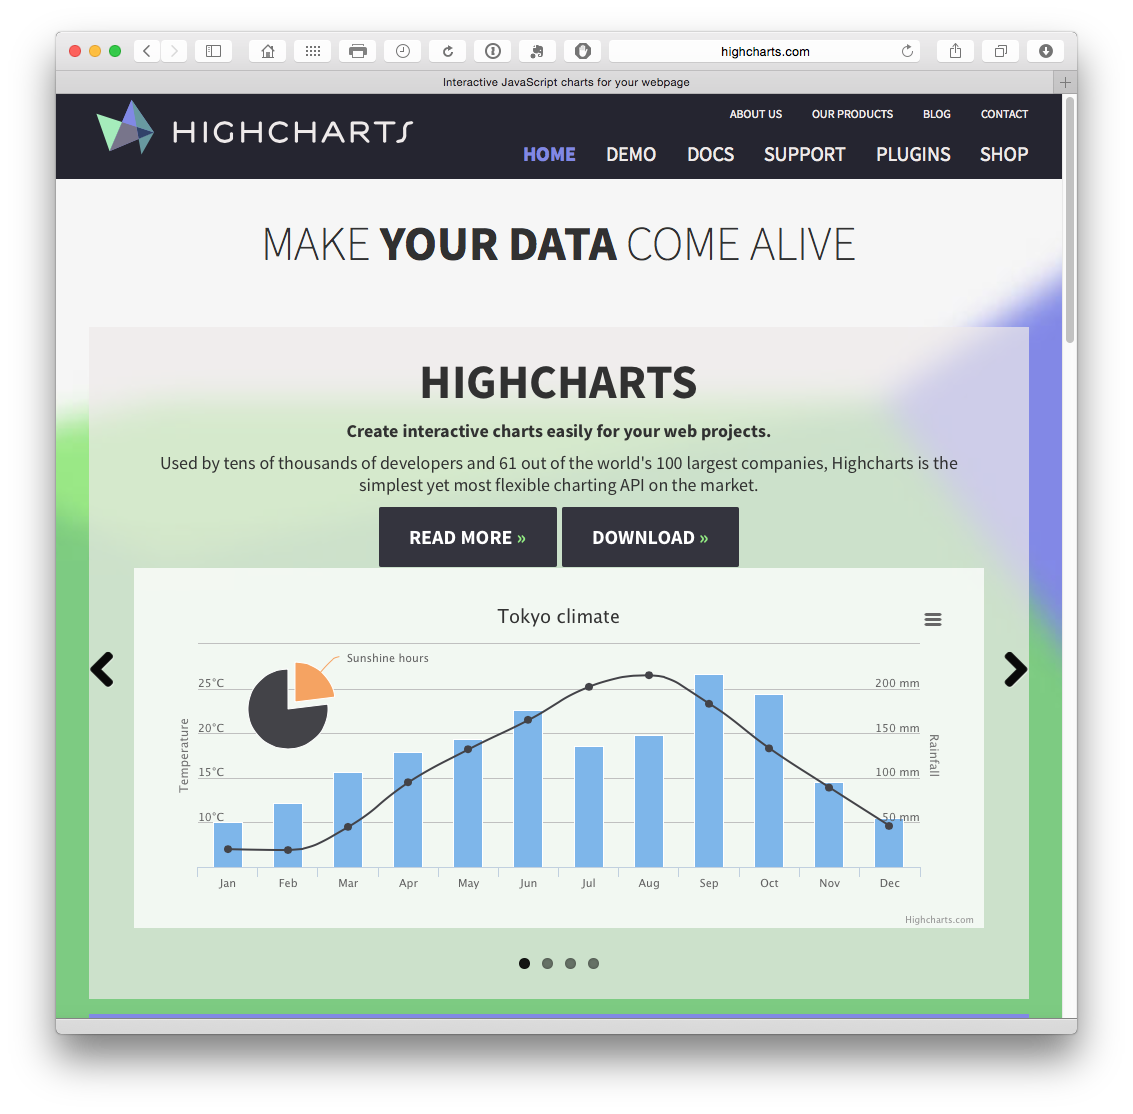 highcharts.com
Interactive JavaScript charts for your webpage
ABOUT US OUR PRODUCTS BLOG CONTACT
HIGHCHARTS
HOME DEMO DOCS SUPPORT PLUGINS SHOP
MAKE YOUR DATA COME ALIVE
HIGHCHARTS
Create interactive charts easily for your web projects.
Used by tens of thousands of developers and 61 out of the world's 100 largest companies, Highcharts is the
simplest yet most flexible charting API on the market.
READ MORE » DOWNLOAD »
Tokyo climate
Sunshine hours
25°C 200 mm
20°C 150 mm
Temperature Rainfall
15°C 100 mm
10°C 50 mm
Jan Feb Mar Apr May Jun Jul Aug Sep Oct Nov Dec
Highcharts.com